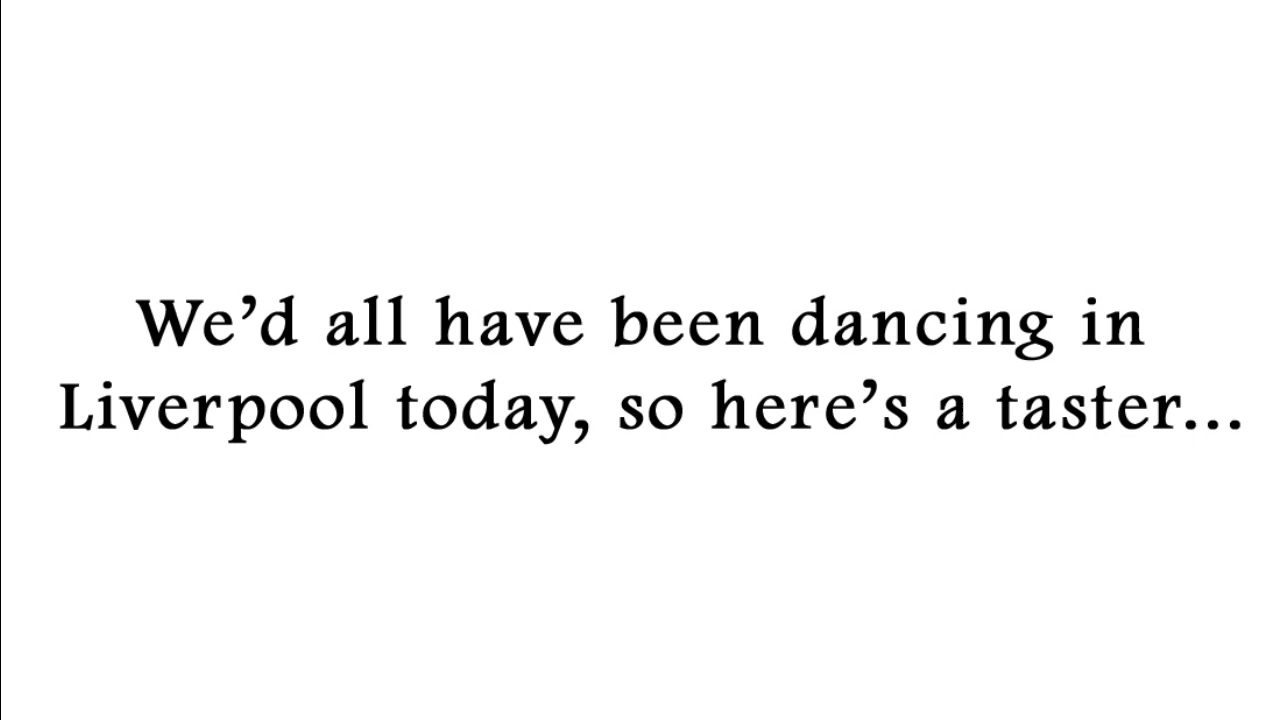 We’d all have been dancing in
Liverpool today, so here’s a taster...